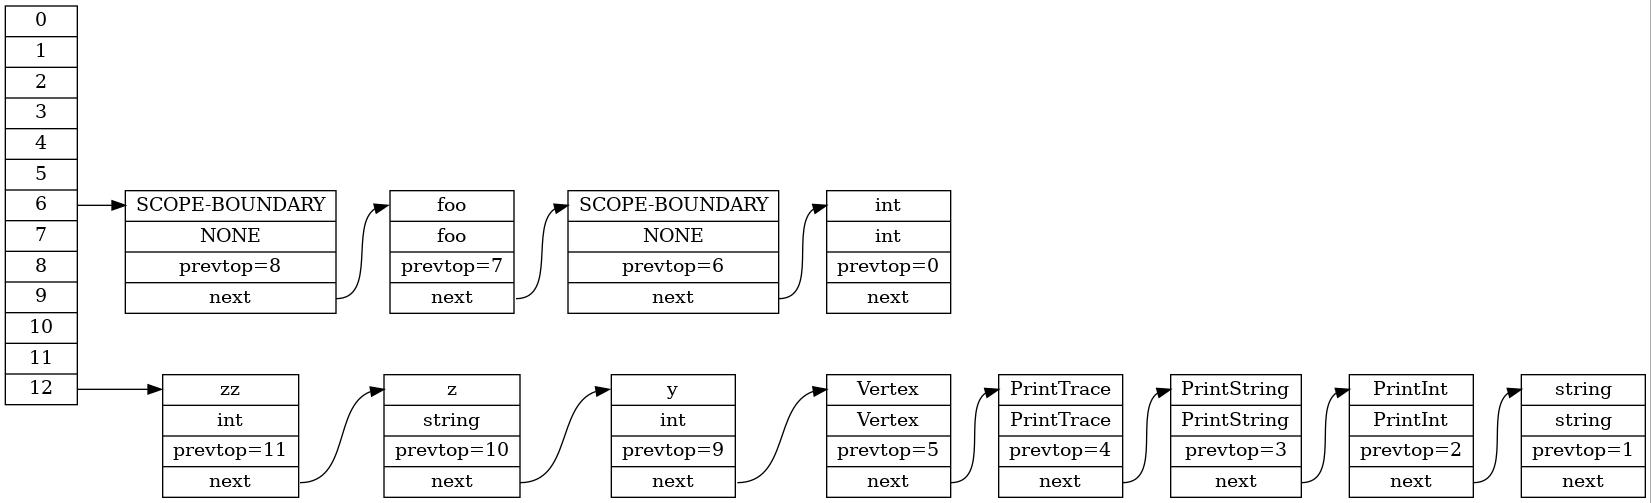 0
1
2
3
4
5
6
7
8
9
10
11
12
SCOPE-BOUNDARY
NONE
prevtop=8
next
foo
foo
prevtop=7
next
SCOPE-BOUNDARY
NONE
prevtop=6
next
int
int
prevtop=0
next
zz
int
prevtop=11
next
z
string
prevtop=10
next
y
int
prevtop=9
next
Vertex
Vertex
prevtop=5
next
PrintTrace
PrintTrace
prevtop=4
next
PrintString
PrintString
prevtop=3
next
PrintInt
PrintInt
prevtop=2
next
string
string
prevtop=1
next